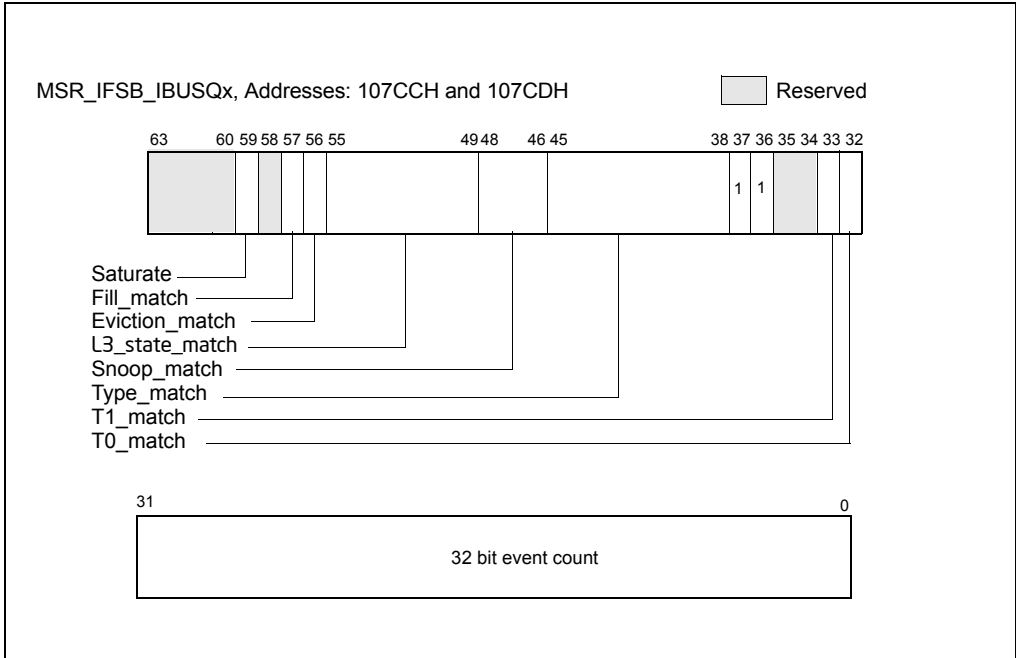 MSR_IFSB_IBUSQx, Addresses: 107CCH and 107CDH Reserved
63 60 59 58 57 56 55 49 48 46 45 38 37 36 35 34 33 32
1 1
Saturate
Fill_match
Eviction_match
L3_state_match
Snoop_match
Type_match
T1_match
T0_match
31 0
32 bit event count